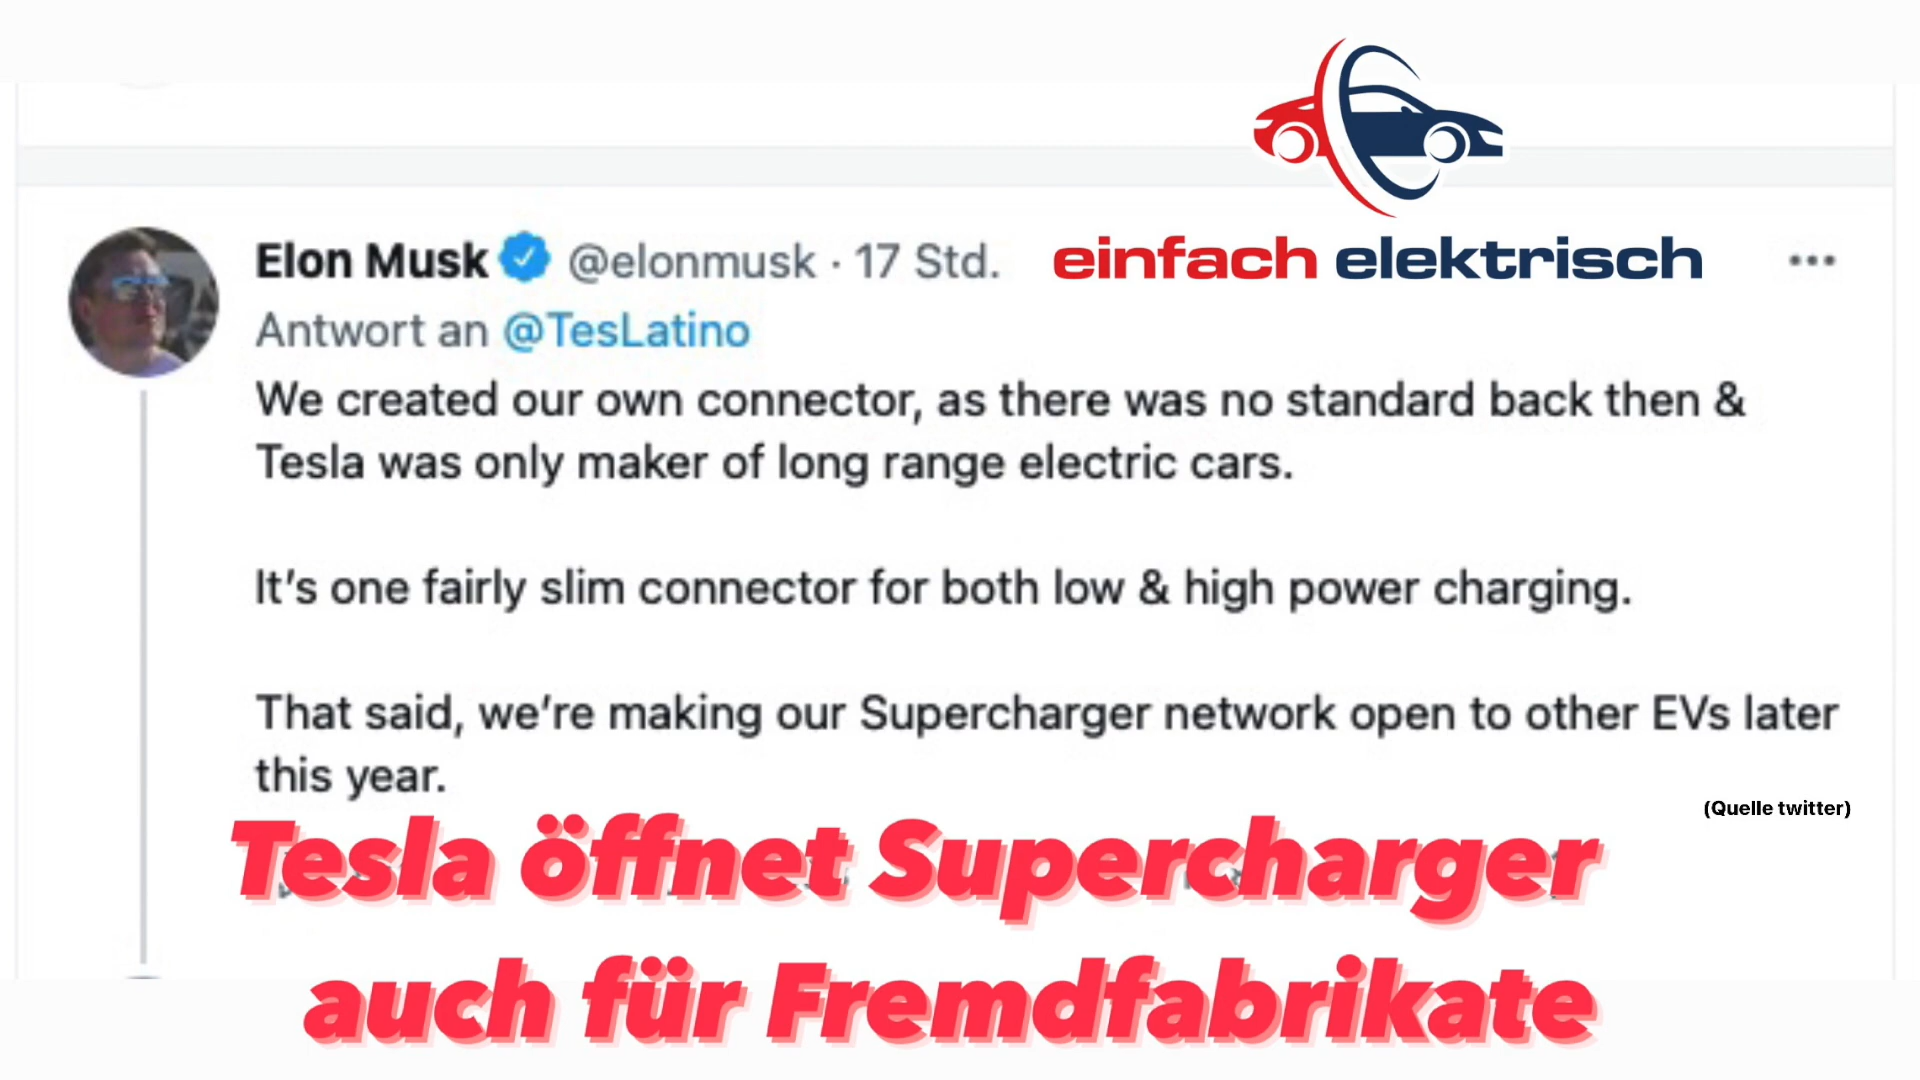 Elon Musk @elonmusk · 17 Std.
einfach elektrisch
Antwort an @TesLatino
We created our own connector, as there was no standard back then &
Tesla was only maker of long range electric cars.
It's one fairly slim connector for both low & high power charging.
That said, we're making our Supercharger network open to other EVs later
this year.
(Quelle twitter)
Tesla öffnet Supercharger
auch für Fremdfabrikate